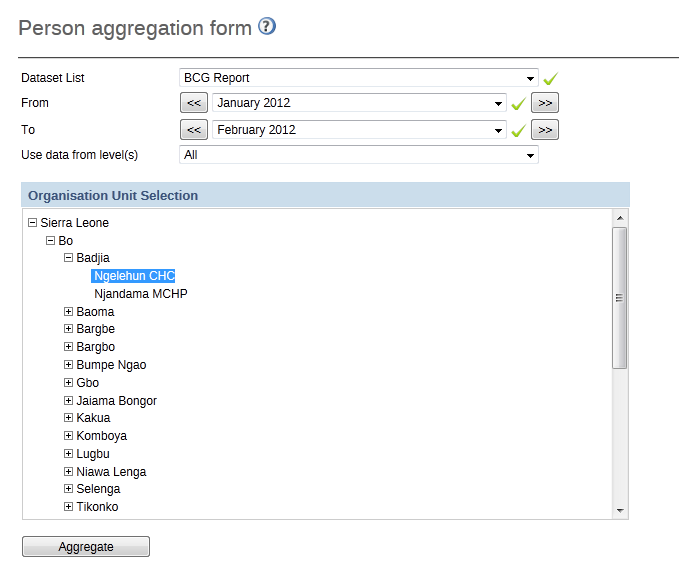 Person aggregation form ?
Dataset List BCG Report
From << January 2012 >>
To << February 2012 >>
Use data from level(s) All
Organisation Unit Selection
Sierra Leone
Bo
Badjia
Ngelehun CHC
Njandama MCHP
Baoma
Bargbe
Bargbo
Bumpe Ngao
Gbo
Jaiama Bongor
Kakua
Komboya
Lugbu
Niawa Lenga
Selenga
Tikonko
Aggregate